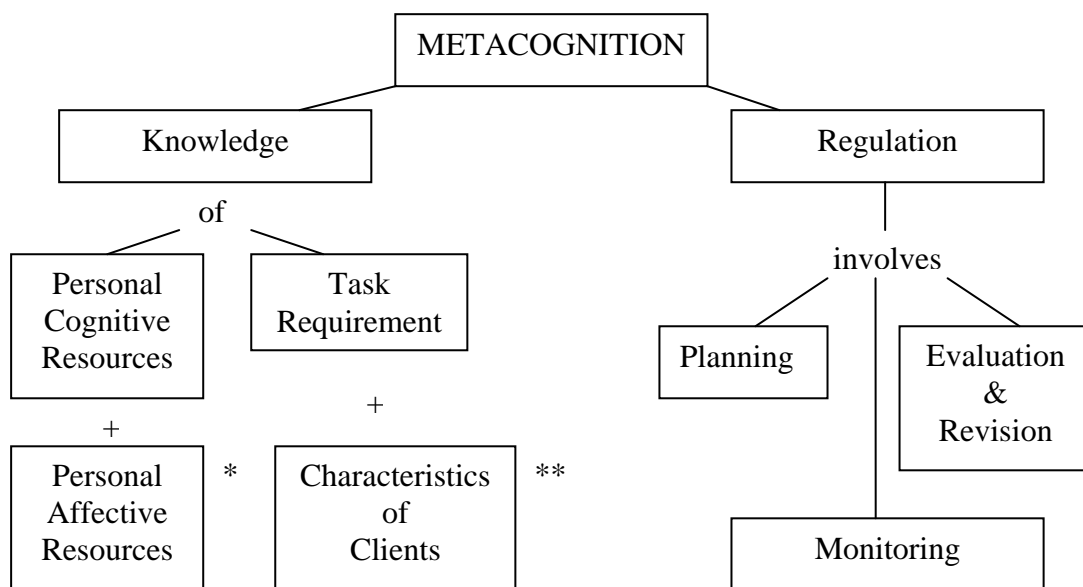 METACOGNITION
Knowledge
Regulation
of
involves
Personal
Cognitive
Resources
Task
Requirement
Planning
Evaluation
&
Revision
+
+
Personal
Affective
Resources
*
Characteristics
of
Clients
**
Monitoring